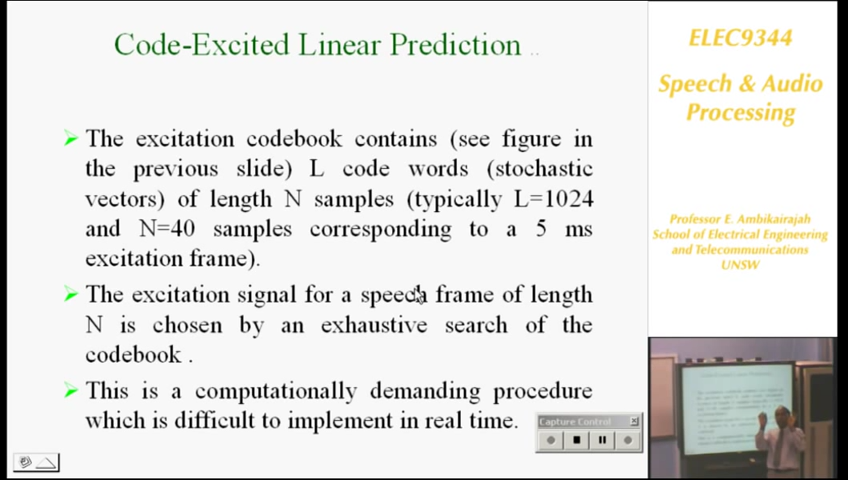 Code-Excited Linear Prediction ..
The excitation codebook contains (see figure in
the previous slide) L code words (stochastic
vectors) of length N samples (typically L=1024
and N=40 samples corresponding to a 5 ms
excitation frame).
The excitation signal for a speech frame of length
N is chosen by an exhaustive search of the
codebook .
This is a computationally demanding procedure
which is difficult to implement in real time.
Capture Control
ELEC9344
Speech & Audio
Processing
Professor E. Ambikairajah
School of Electrical Engineering
and Telecommunications
UNSW